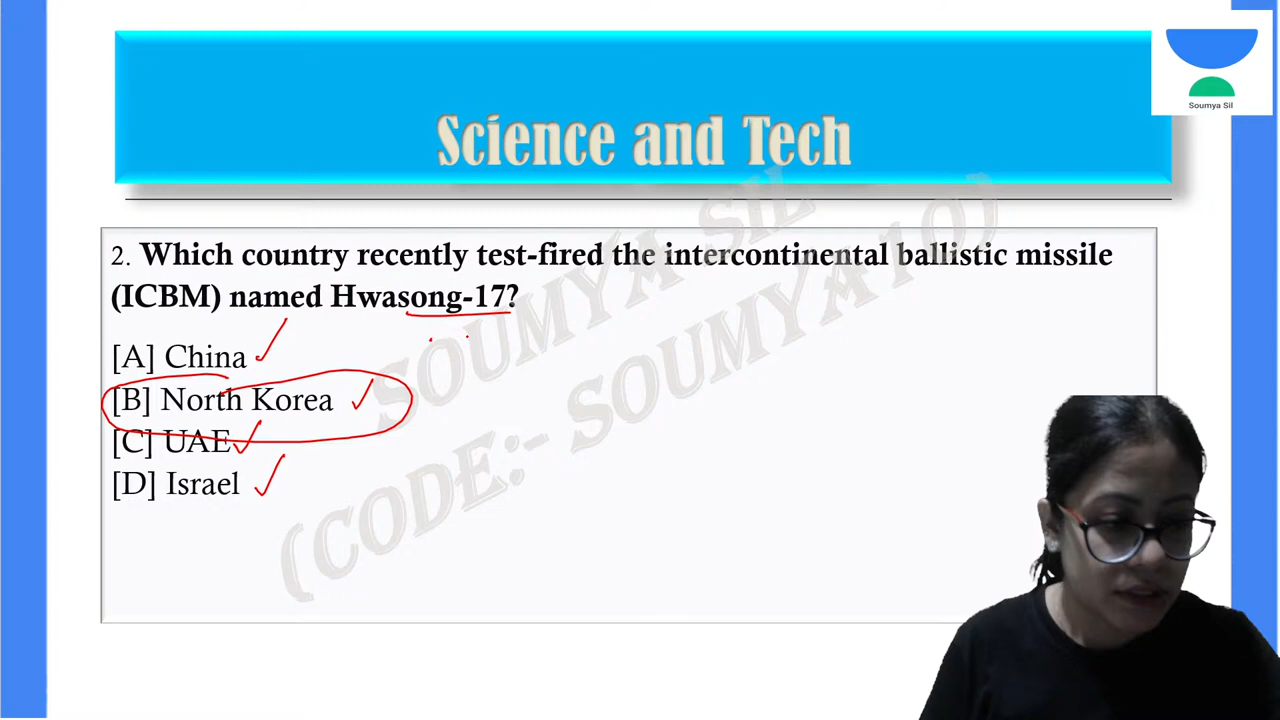 Soumya Sil
Science and Tech
2. Which country recently test-fired the intercontinental ballistic missile
(ICBM) named Hwasong-17?
[A] China
[B] North Korea
[C] UAE
[D] Israel
SOUMYA SIL
(CODE:- SOUMYA10)